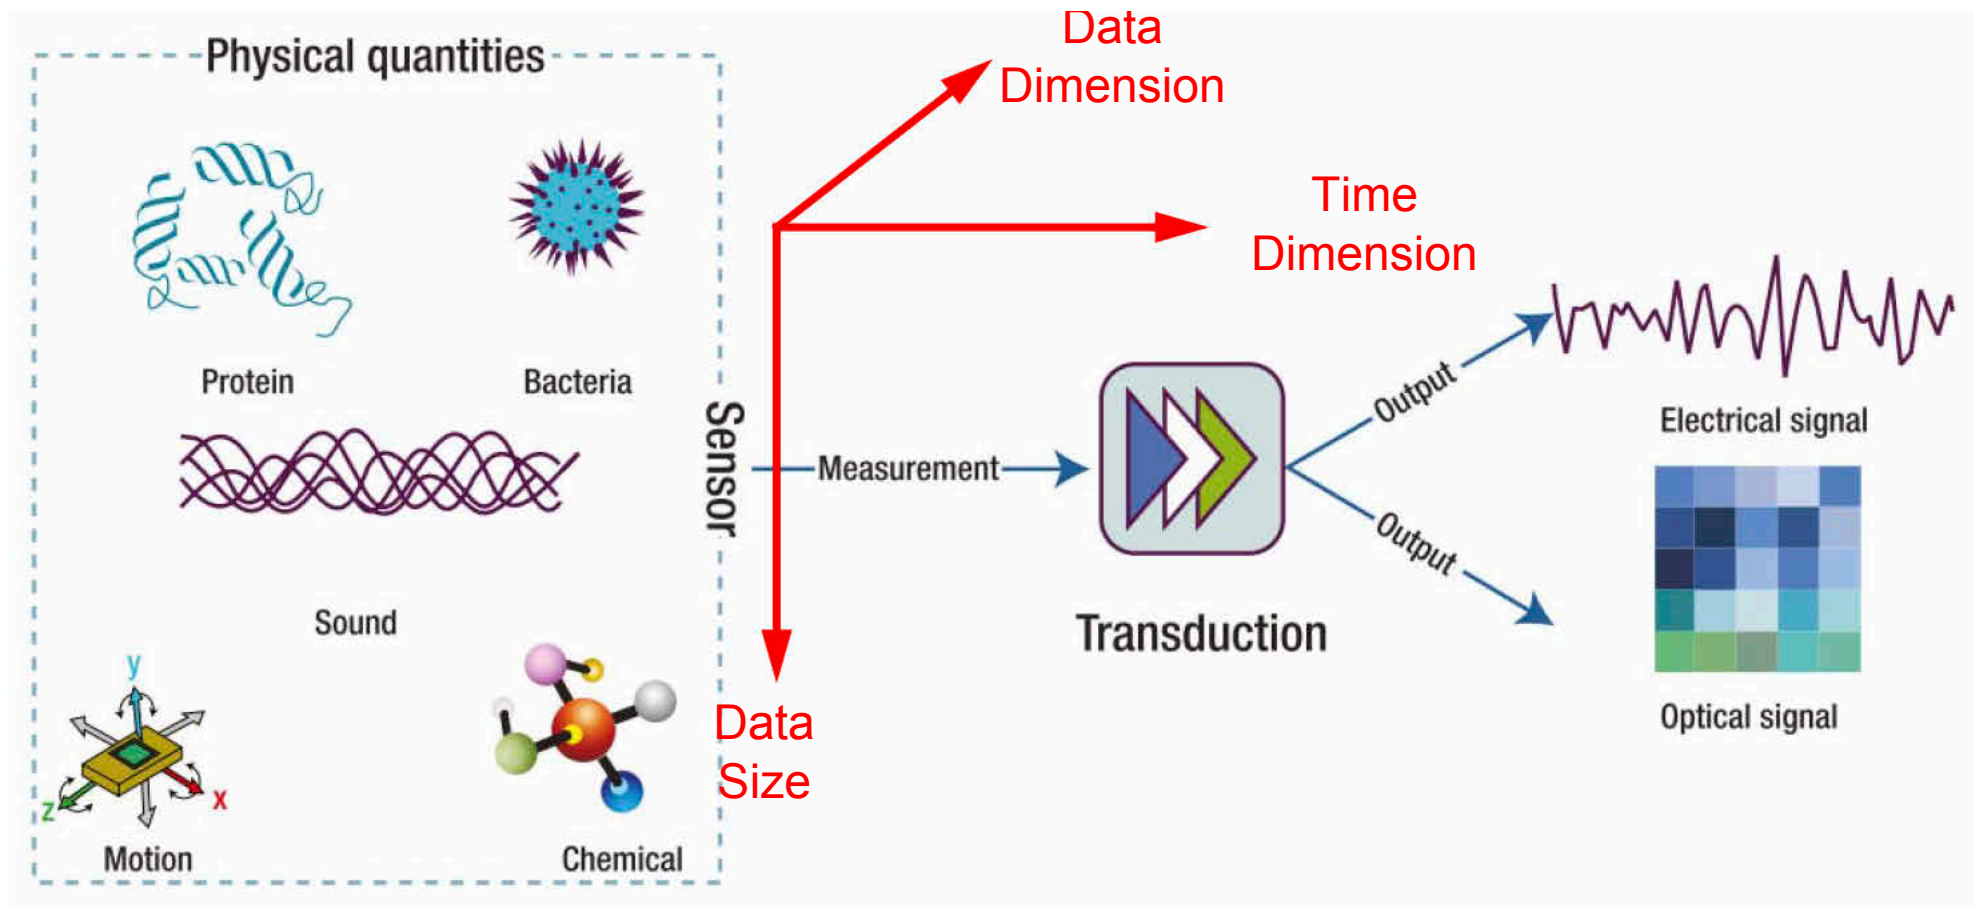 Physical quantities
Data
Dimension
Time
Dimension
Protein
Bacteria
Sensor
Measurement
Output
Electrical signal
Output
Sound
Transduction
y
Data
Size
Optical signal
z
x
Motion
Chemical